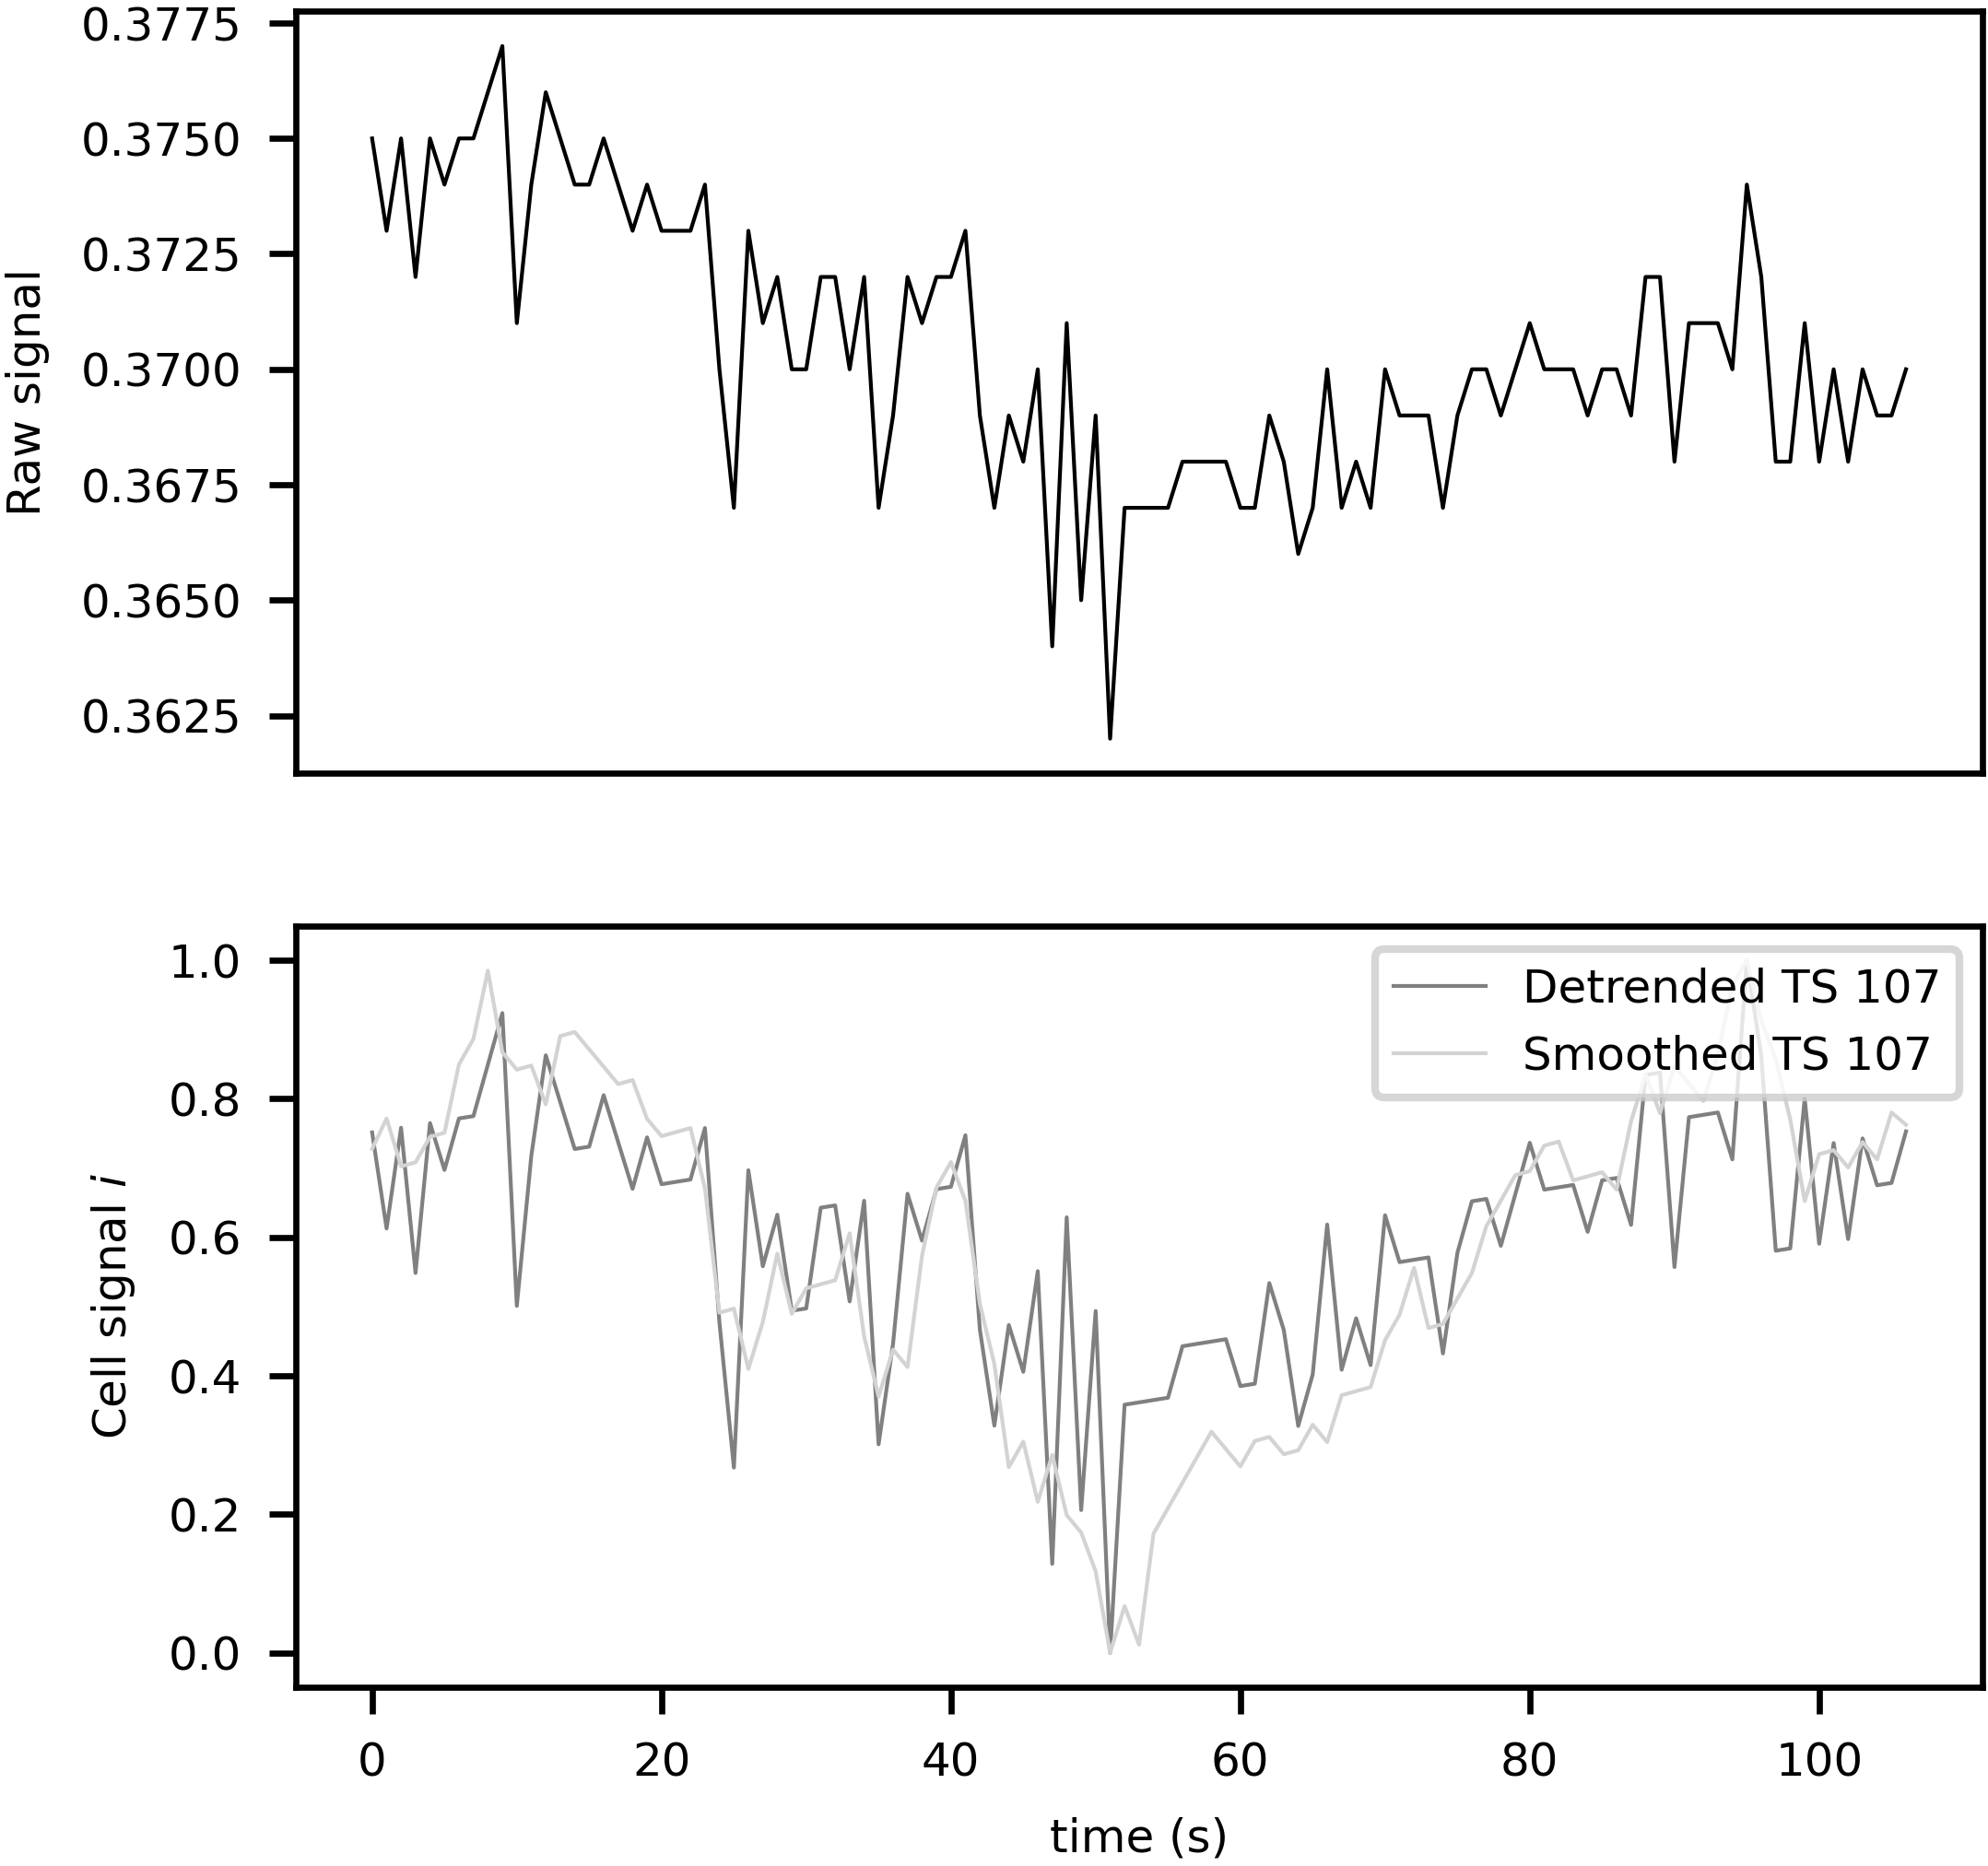 0.3775
0.3750
0.3725
0.3700
0.3675
0.3650
0.3625
Raw signal
1.0
0.8
0.6
0.4
0.2
0.0
Cell signal i
Detrended TS 107
Smoothed TS 107
0 20 40 60 80 100
time (s)